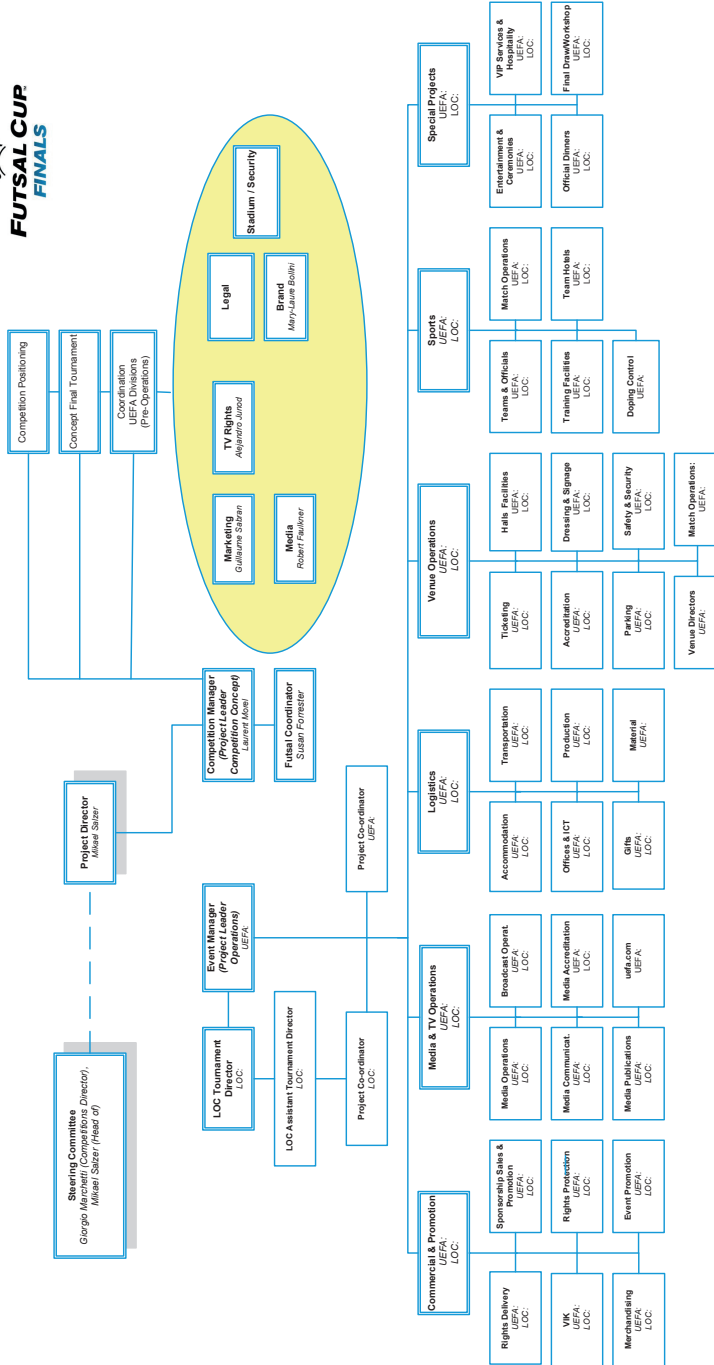 FUTSAL CUP
FINALS
Steering Committee
Giorgio Marchetti (Competitions Director),
Mikael Salzer (Head of)
Project Director
Mikael Salzer
Competition Positioning
Concept Final Tournament
Coordination
UEFA Divisions
(Pre-Operations)
LOC Tournament
Director
LOC:
Event Manager
(Project Leader
Operations)
UEFA:
Competition Manager
(Project Leader
Competition Concept)
Laurent Morel
Futsal Coordinator
Susan Forrester
LOC Assistant Tournament Director
LOC:
Project Co-ordinator
LOC:
Project Co-ordinator
UEFA:
Marketing
Guillaume Sabran
TV Rights
Alejandro Junod
Legal
Stadium / Security
Media
Robert Faulkner
Brand
Mary-Laure Bollini
Commercial & Promotion
UEFA:
LOC:
Media & TV Operations
UEFA:
LOC:
Logistics
UEFA:
LOC:
Venue Operations
UEFA:
LOC:
Sports
UEFA:
LOC:
Special Projects
UEFA:
LOC:
Rights Delivery
UEFA:
LOC:
Sponsorship Sales &
Promotion
UEFA:
LOC:
VIK
UEFA:
LOC:
Rights Protection
UEFA:
LOC:
Merchandising
UEFA:
LOC:
Event Promotion
UEFA:
LOC:
Media Operations
UEFA:
LOC:
Broadcast Operat.
UEFA:
LOC:
Media Communicat.
UEFA:
LOC:
Media Accreditation
UEFA:
LOC:
Media Publications
UEFA:
LOC:
uefa.com
UEFA:
Accommodation
UEFA:
LOC:
Transportation
UEFA:
LOC:
Offices & ICT
UEFA:
LOC:
Production
UEFA:
LOC:
Gifts
UEFA:
LOC:
Material
UEFA:
Ticketing
UEFA:
LOC:
Halls Facilities
UEFA:
LOC:
Accreditation
UEFA:
LOC:
Dressing & Signage
UEFA:
LOC:
Parking
UEFA:
LOC:
Safety & Security
UEFA:
LOC:
Venue Directors
UEFA:
Match Operations:
UEFA:
Teams & Officials
UEFA:
LOC:
Match Operations
UEFA:
LOC:
Training Facilities
UEFA:
LOC:
Team Hotels
UEFA:
LOC:
Doping Control
UEFA:
Entertainment &
Ceremonies
UEFA:
LOC:
VIP Services &
Hospitality
UEFA:
LOC:
Official Dinners
UEFA:
LOC:
Final Draw/Workshop
UEFA:
LOC: